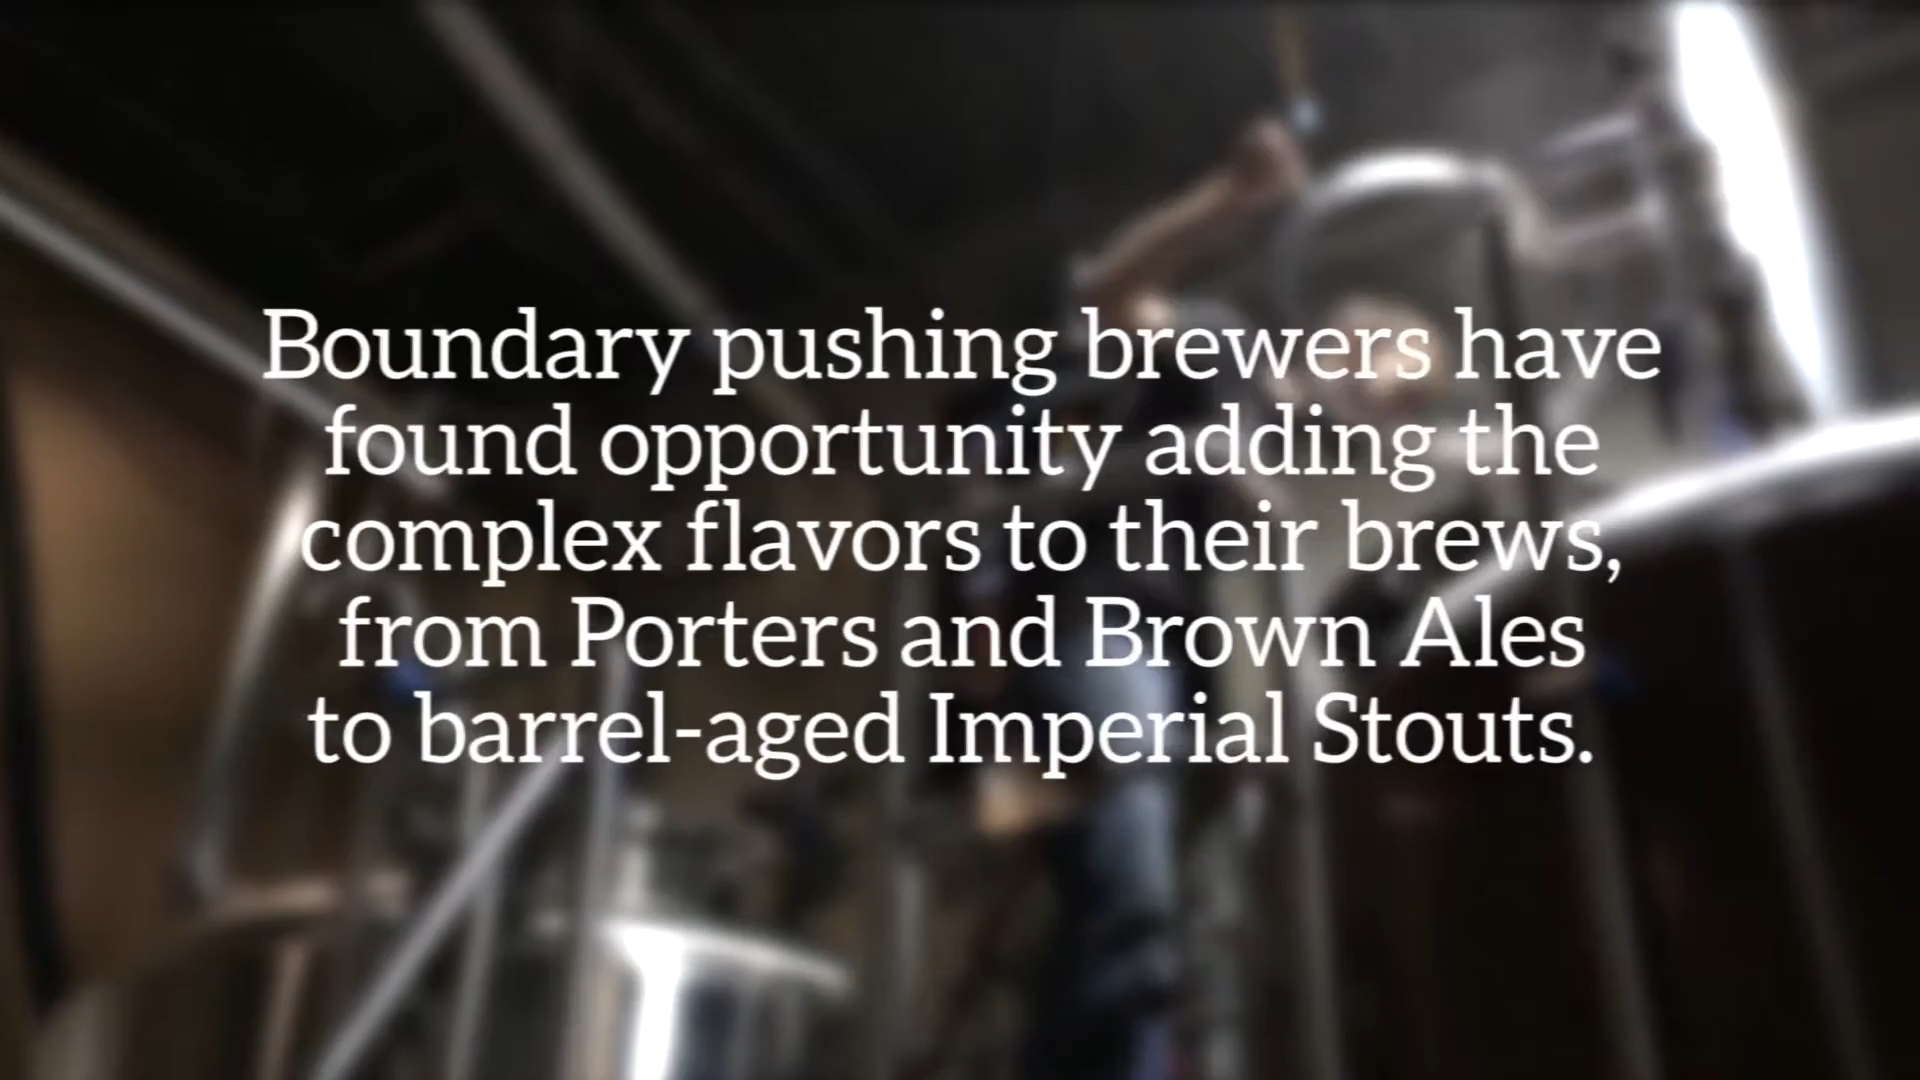 Boundary pushing brewers have
found opportunity adding the
complex flavors to their brews,
from Porters and Brown Ales
to barrel-aged Imperial Stouts.